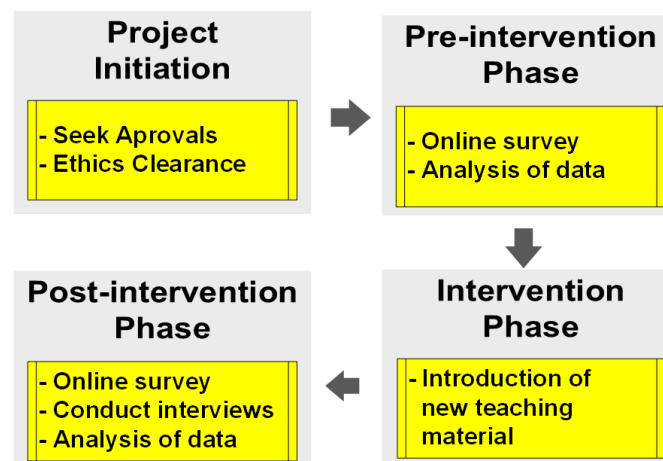 Project
Initiation
- Seek Aprovals
- Ethics Clearance
Pre-intervention
Phase
- Online survey
- Analysis of data
Intervention
Phase
- Introduction of
new teaching
material
Post-intervention
Phase
- Online survey
- Conduct interviews
- Analysis of data